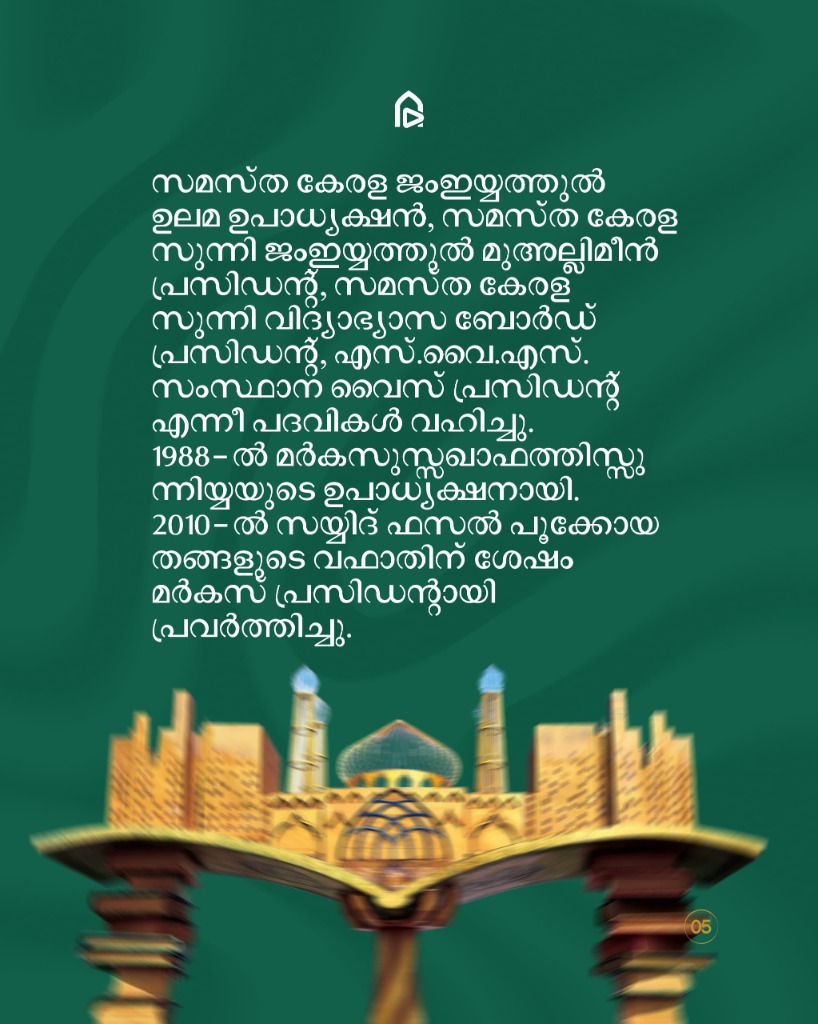 സമസ്ത കേരള ജംഇയ്യത്തുൽ
ഉലമ ഉപാധ്യക്ഷൻ, സമസ്ത കേരള
സുന്നി ജംഇയ്യത്തുൽ മുഅല്ലിമീൻ
പ്രസിഡന്റ്, സമസ്ത കേരള
സുന്നി വിദ്യാഭ്യാസ ബോർഡ്
പ്രസിഡന്റ്, എസ്.വൈ.എസ്.
സംസ്ഥാന വൈസ് പ്രസിഡന്റ്
എന്നീ പദവികൾ വഹിച്ചു.
1988-ൽ മർകസുസ്സഖാഫത്തിസ്സു
ന്നിയ്യയുടെ ഉപാധ്യക്ഷനായി.
2010-ൽ സയ്യിദ് ഫസൽ പൂക്കോയ
തങ്ങളുടെ വഫാതിന് ശേഷം
മർകസ് പ്രസിഡന്റായി
പ്രവർത്തിച്ചു.
05